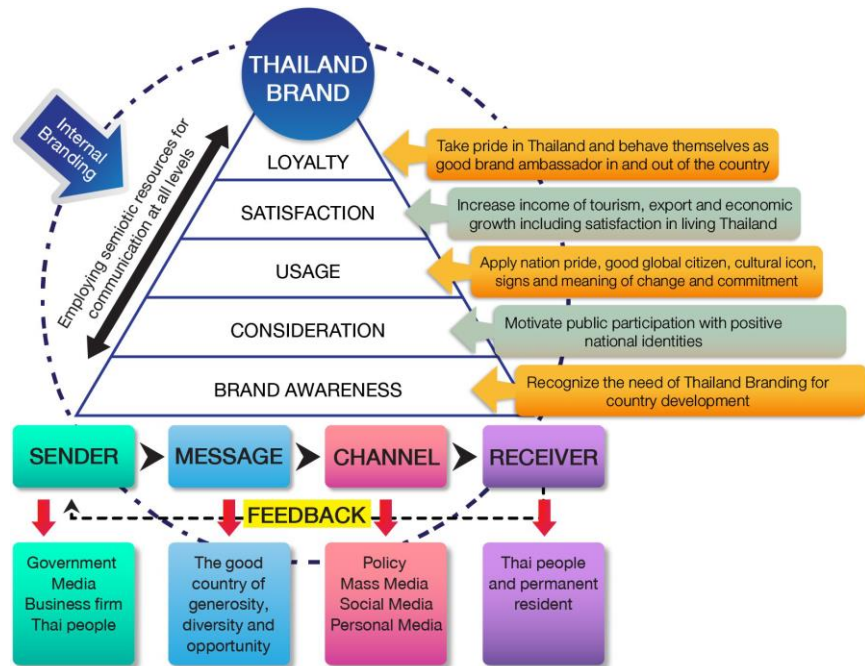 THAILAND
BRAND
Internal
Branding
Employing semiotic resources for
communication at all levels
LOYALTY
Take pride in Thailand and behave themselves as
good brand ambassador in and out of the country
SATISFACTION
Increase income of tourism, export and economic
growth including satisfaction in living Thailand
USAGE
Apply nation pride, good global citizen, cultural icon,
signs and meaning of change and commitment
CONSIDERATION
Motivate public participation with positive
national identities
BRAND AWARENESS
Recognize the need of Thailand Branding for
country development
SENDER
MESSAGE
CHANNEL
RECEIVER
FEEDBACK
Government
Media
Business firm
Thai people
The good
country of
generosity,
diversity and
opportunity
Policy
Mass Media
Social Media
Personal Media
Thai people
and permanent
resident